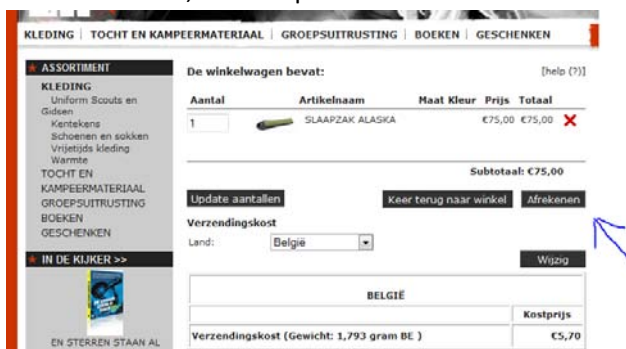 KLEDING | TOCHT EN KAMPEERMATERIAAL | GROEPSUITRUSTING | BOEKEN | GESCHENKEN
ASSORTIMENT
KLEDING
Uniform Scouts en
Gidsen
Kentekens
Schoenen en sokken
Vrijetijds kleding
Warmte
TOCHT EN
KAMPEERMATERIAAL
GROEPSUITRUSTING
BOEKEN
GESCHENKEN
IN DE KIJKER >>
EN STERREN STAAN AL
De winkelwagen bevat: [help (?)]
Aantal Artikelnaam Maat Kleur Prijs Totaal
1 SLAAPZAK ALASKA €75,00 €75,00
Subtotaal: €75,00
Update aantallen Keer terug naar winkel Afrekenen
Verzendingskost
Land: België
Wijzig
BELGIË
Kostprijs
Verzendingskost (Gewicht: 1,793 gram BE ) €5,70